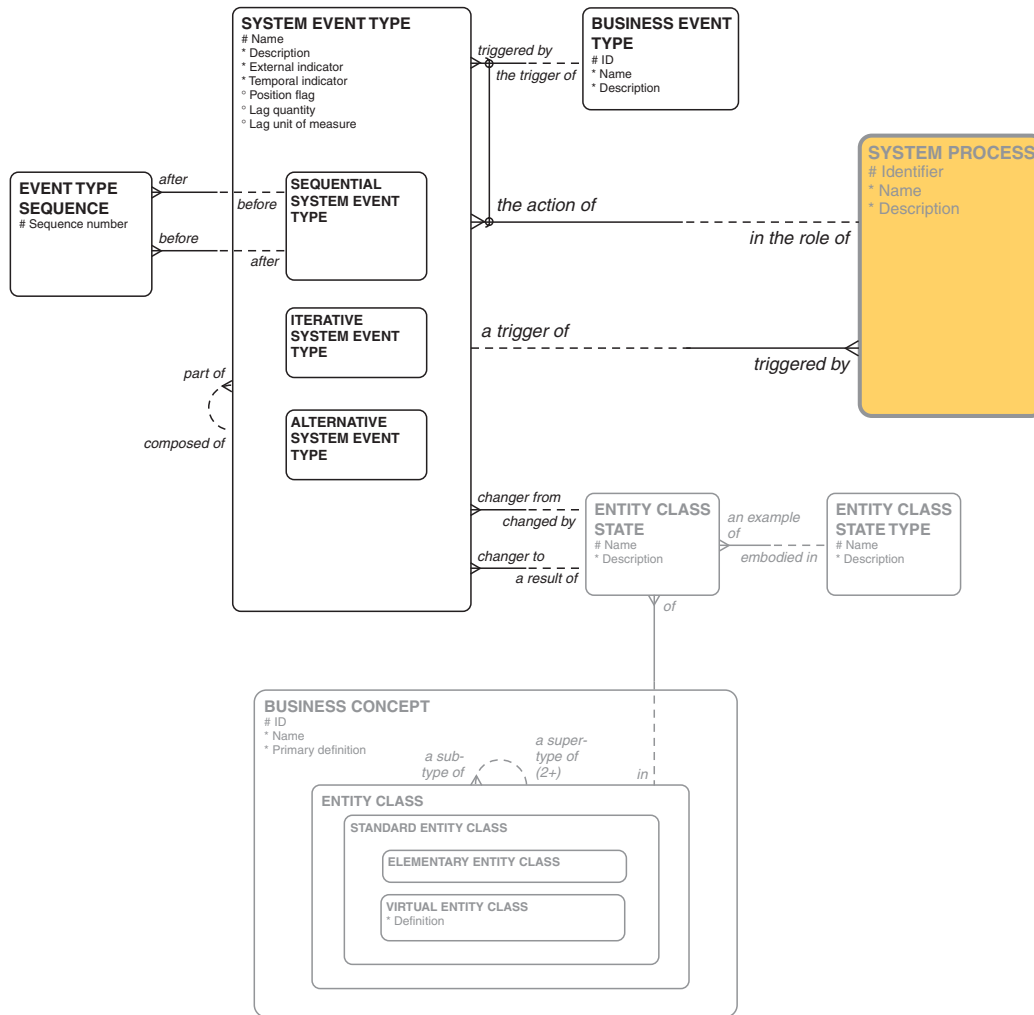 SYSTEM EVENT TYPE
# Name
* Description
* External indicator
* Temporal indicator
° Position flag
° Lag quantity
° Lag unit of measure
triggered by
the trigger of
BUSINESS EVENT
TYPE
# ID
* Name
* Description
SYSTEM PROCESS
# Identifier
* Name
* Description
EVENT TYPE
SEQUENCE
# Sequence number
after
before
before
after
SEQUENTIAL
SYSTEM EVENT
TYPE
the action of
in the role of
ITERATIVE
SYSTEM EVENT
TYPE
a trigger of
triggered by
part of
composed of
ALTERNATIVE
SYSTEM EVENT
TYPE
changer from
changed by
changer to
a result of
ENTITY CLASS
STATE
# Name
* Description
an example
of
embodied in
ENTITY CLASS
STATE TYPE
# Name
* Description
of
BUSINESS CONCEPT
# ID
* Name
* Primary definition
a sub-
type of
a super-
type of
(2+)
in
ENTITY CLASS
STANDARD ENTITY CLASS
ELEMENTARY ENTITY CLASS
VIRTUAL ENTITY CLASS
* Definition